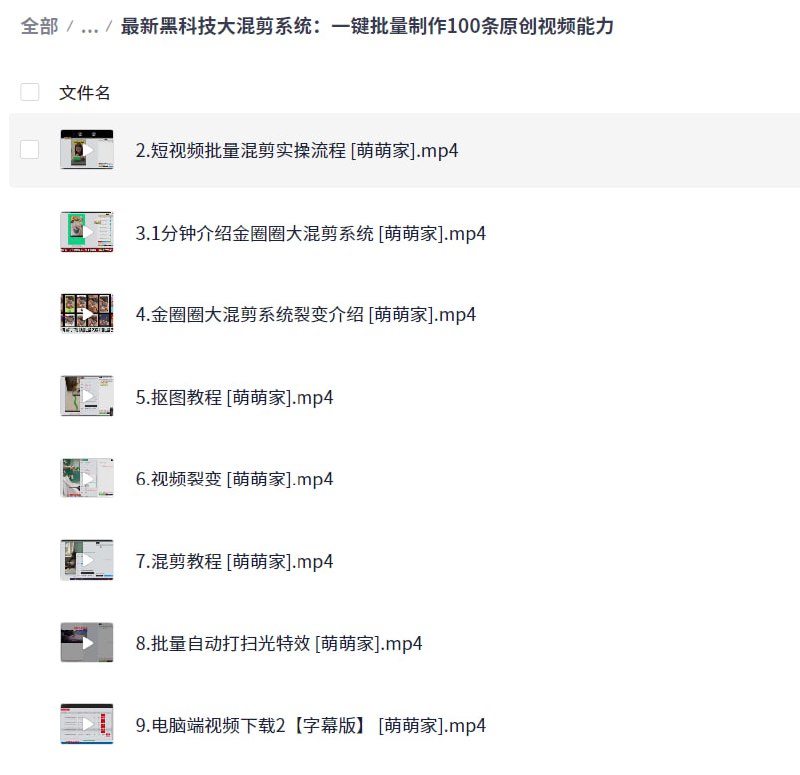 全部 / ... / 最新黑科技大混剪系统：一键批量制作100条原创视频能力
文件名
2.短视频批量混剪实操流程 [萌萌家].mp4
3.1分钟介绍金圈圈大混剪系统 [萌萌家].mp4
4.金圈圈大混剪系统裂变介绍 [萌萌家].mp4
5.抠图教程 [萌萌家].mp4
6.视频裂变 [萌萌家].mp4
7.混剪教程 [萌萌家].mp4
8.批量自动打扫光特效 [萌萌家].mp4
9.电脑端视频下载2【字幕版】 [萌萌家].mp4